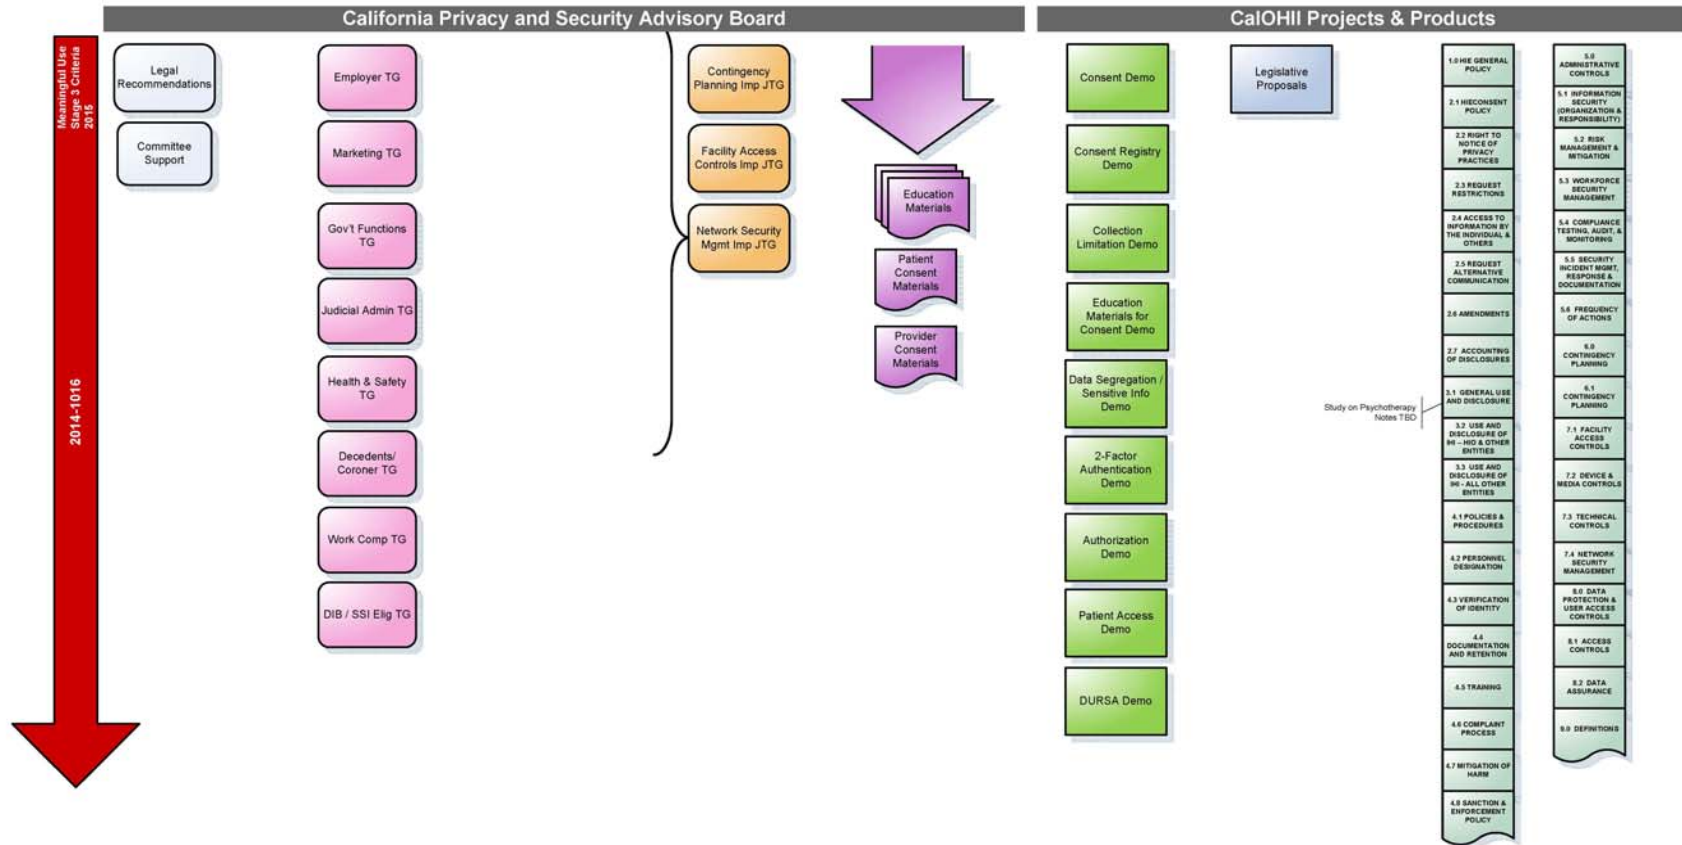 California Privacy and Security Advisory Board
CalOHII Projects & Products
Meaningful Use
Stage 3 Criteria
2015
2014-1016
Legal
Recommendations
Committee
Support
Employer TG
Marketing TG
Gov't Functions
TG
Judicial Admin TG
Health & Safety
TG
Decedents/
Coroner TG
Work Comp TG
DIB / SSI Elig TG
Contingency
Planning Imp JTG
Facility Access
Controls Imp JTG
Network Security
Mgmt Imp JTG
Education
Materials
Patient
Consent
Materials
Provider
Consent
Materials
Consent Demo
Consent Registry
Demo
Collection
Limitation Demo
Education
Materials for
Consent Demo
Data Segregation /
Sensitive Info
Demo
2-Factor
Authentication
Demo
Authorization
Demo
Patient Access
Demo
DURSA Demo
Legislative
Proposals
Study on Psychotherapy
Notes TBD
1.0 HIE GENERAL
POLICY
2.1 HIECONSENT
POLICY
2.2 RIGHT TO
NOTICE OF
PRIVACY
PRACTICES
2.3 REQUEST
RESTRICTIONS
2.4 ACCESS TO
INFORMATION BY
THE INDIVIDUAL &
OTHERS
2.5 REQUEST
ALTERNATIVE
COMMUNICATION
2.6 AMENDMENTS
2.7 ACCOUNTING
OF DISCLOSURES
3.1 GENERAL USE
AND DISCLOSURE
3.2 USE AND
DISCLOSURE OF
IHI – HIO & OTHER
ENTITIES
3.3 USE AND
DISCLOSURE OF
IHI - ALL OTHER
ENTITIES
4.1 POLICIES &
PROCEDURES
4.2 PERSONNEL
DESIGNATION
4.3 VERIFICATION
OF IDENTITY
4.4
DOCUMENTATION
AND RETENTION
4.5 TRAINING
4.6 COMPLAINT
PROCESS
4.7 MITIGATION OF
HARM
4.8 SANCTION &
ENFORCEMENT
POLICY
5.0
ADMINISTRATIVE
CONTROLS
5.1 INFORMATION
SECURITY
(ORGANIZATION &
RESPONSIBILITY)
5.2 RISK
MANAGEMENT &
MITIGATION
5.3 WORKFORCE
SECURITY
MANAGEMENT
5.4 COMPLIANCE
TESTING, AUDIT, &
MONITORING
5.5 SECURITY
INCIDENT MGMT,
RESPONSE &
DOCUMENTATION
5.6 FREQUENCY
OF ACTIONS
6.0
CONTINGENCY
PLANNING
6.1
CONTINGENCY
PLANNING
7.1 FACILITY
ACCESS
CONTROLS
7.2 DEVICE &
MEDIA CONTROLS
7.3 TECHNICAL
CONTROLS
7.4 NETWORK
SECURITY
MANAGEMENT
8.0 DATA
PROTECTION &
USER ACCESS
CONTROLS
8.1 ACCESS
CONTROLS
8.2 DATA
ASSURANCE
9.0 DEFINITIONS